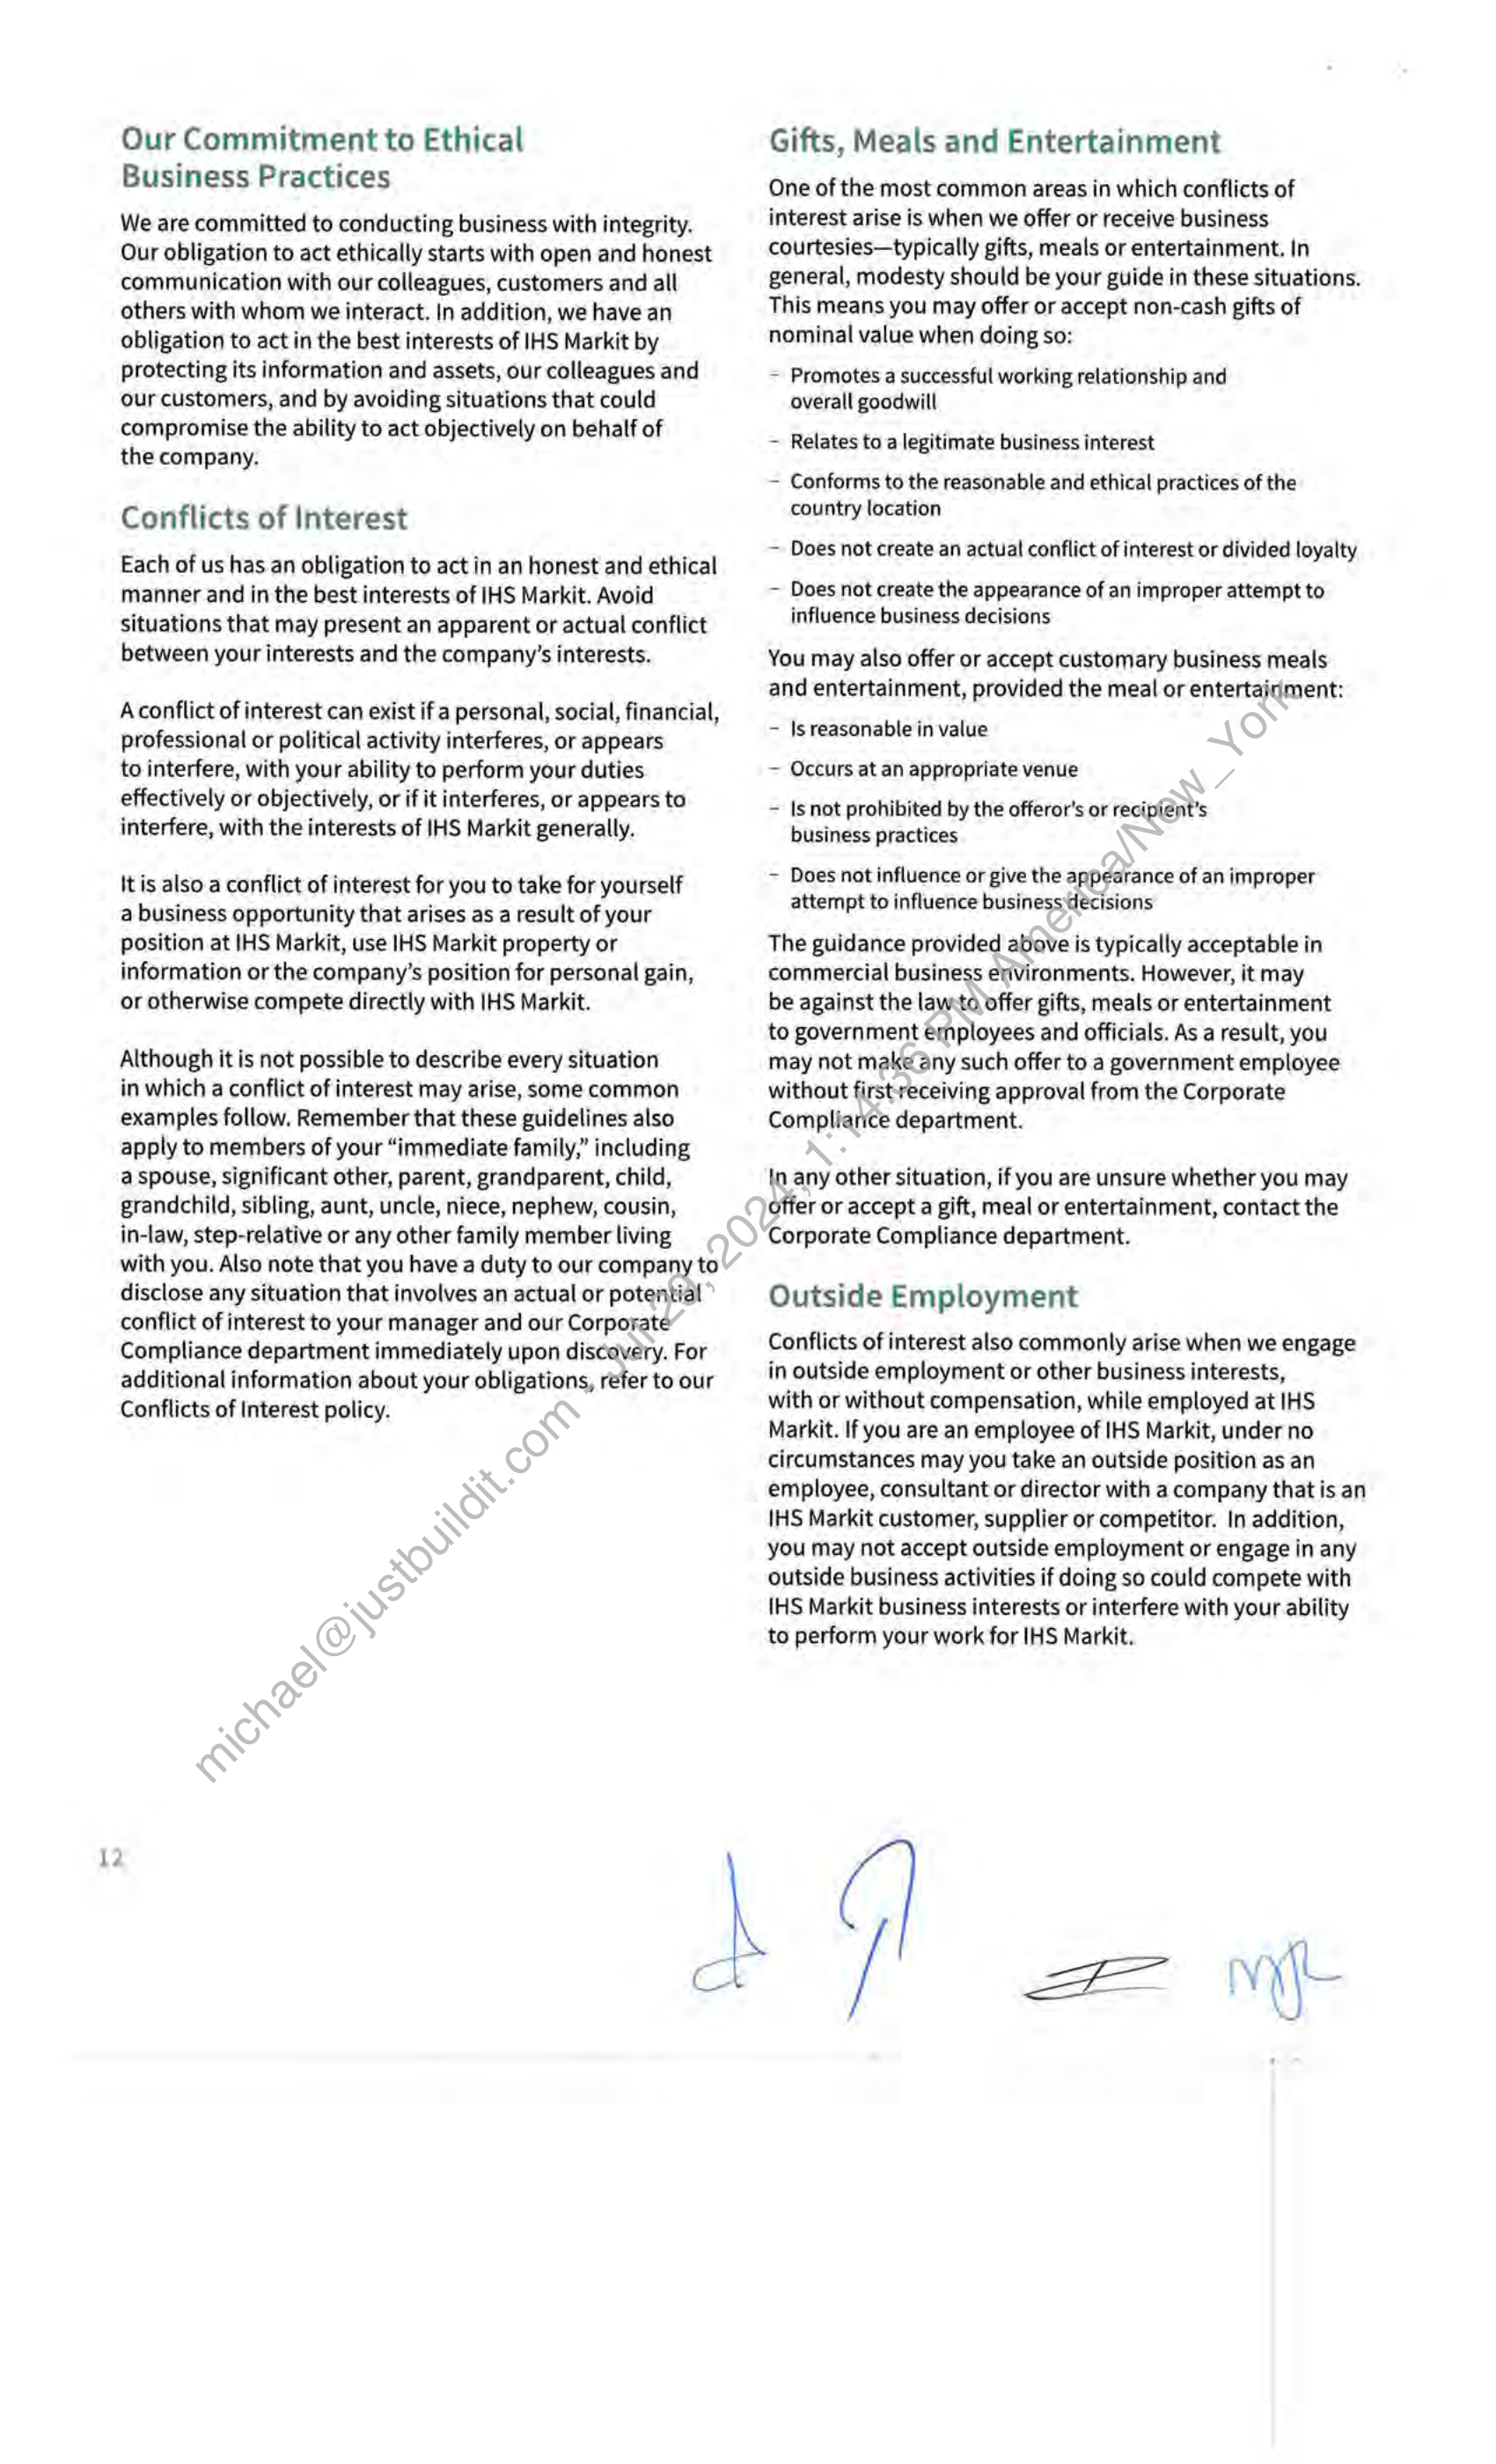 Our Commitment to Ethical
Business Practices
We are committed to conducting business with integrity.
Our obligation to act ethically starts with open and honest
communication with our colleagues, customers and all
others with whom we interact. In addition, we have an
obligation to act in the best interests of IHS Markit by
protecting its information and assets, our colleagues and
our customers, and by avoiding situations that could
compromise the ability to act objectively on behalf of
the company.
Conflicts of Interest
Each of us has an obligation to act in an honest and ethical
manner and in the best interests of IHS Markit. Avoid
situations that may present an apparent or actual conflict
between your interests and the company's interests.
A conflict of interest can exist if a personal, social, financial,
professional or political activity interferes, or appears
to interfere, with your ability to perform your duties
effectively or objectively, or if it interferes, or appears to
interfere, with the interests of IHS Markit generally.
It is also a conflict of interest for you to take for yourself
a business opportunity that arises as a result of your
position at IHS Markit, use IHS Markit property or
information or the company's position for personal gain,
or otherwise compete directly with IHS Markit.
Although it is not possible to describe every situation
in which a conflict of interest may arise, some common
examples follow. Remember that these guidelines also
apply to members of your “immediate family,” including
a spouse, significant other, parent, grandparent, child,
grandchild, sibling, aunt, uncle, niece, nephew, cousin,
in-law, step-relative or any other family member living
with you. Also note that you have a duty to our company to
disclose any situation that involves an actual or potential
conflict of interest to your manager and our Corporate
Compliance department immediately upon discovery. For
additional information about your obligations, refer to our
Conflicts of Interest policy.
Gifts, Meals and Entertainment
One of the most common areas in which conflicts of
interest arise is when we offer or receive business
courtesies—typically gifts, meals or entertainment. In
general, modesty should be your guide in these situations.
This means you may offer or accept non-cash gifts of
nominal value when doing so:
– Promotes a successful working relationship and
overall goodwill
– Relates to a legitimate business interest
– Conforms to the reasonable and ethical practices of the
country location
– Does not create an actual conflict of interest or divided loyalty
– Does not create the appearance of an improper attempt to
influence business decisions
You may also offer or accept customary business meals
and entertainment, provided the meal or entertainment:
– Is reasonable in value
– Occurs at an appropriate venue
– Is not prohibited by the offeror's or recipient's
business practices
– Does not influence or give the appearance of an improper
attempt to influence business decisions
The guidance provided above is typically acceptable in
commercial business environments. However, it may
be against the law to offer gifts, meals or entertainment
to government employees and officials. As a result, you
may not make any such offer to a government employee
without first receiving approval from the Corporate
Compliance department.
In any other situation, if you are unsure whether you may
offer or accept a gift, meal or entertainment, contact the
Corporate Compliance department.
Outside Employment
Conflicts of interest also commonly arise when we engage
in outside employment or other business interests,
with or without compensation, while employed at IHS
Markit. If you are an employee of IHS Markit, under no
circumstances may you take an outside position as an
employee, consultant or director with a company that is an
IHS Markit customer, supplier or competitor. In addition,
you may not accept outside employment or engage in any
outside business activities if doing so could compete with
IHS Markit business interests or interfere with your ability
to perform your work for IHS Markit.
michael@justbuildit.com , Jul 29, 2024, 1:14:36 PM America/New_York
12